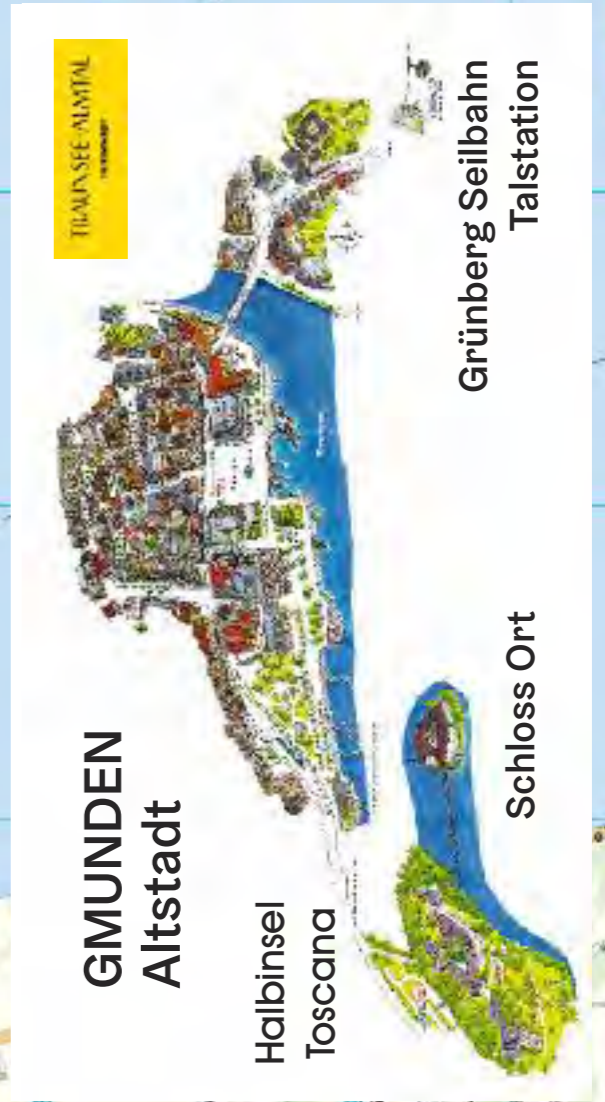 GMUNDEN
Altstadt
TRAUNSEE-ALMTAL
Halbinsel
Toscana
Schloss Ort
Grünberg Seilbahn
Talstation